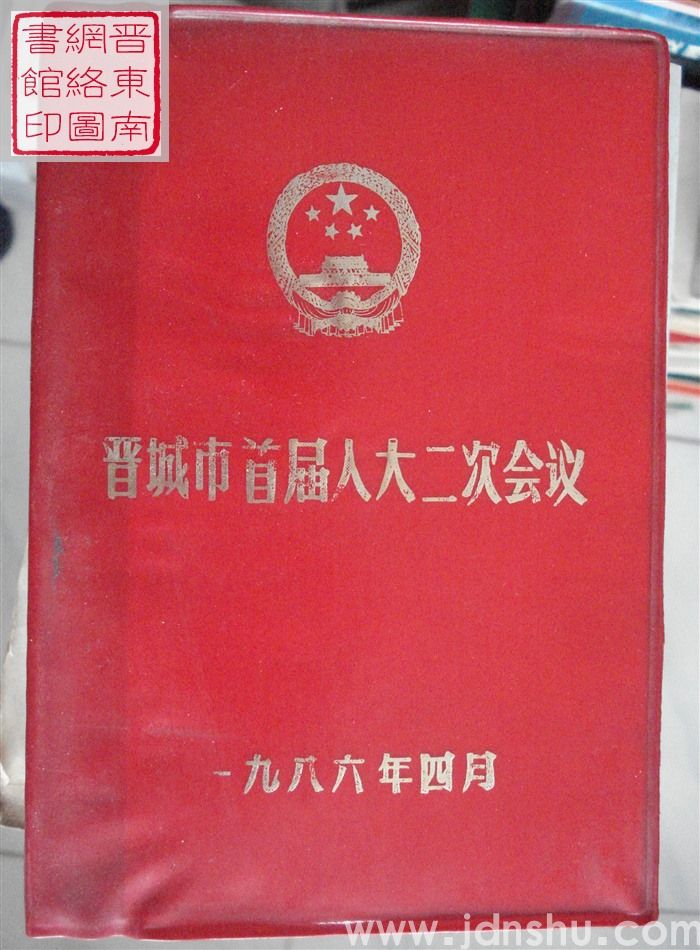 晋東南
網絡圖
書館印
晋城市首届人大二次会议
一九八六年四月
www.jdnshu.com